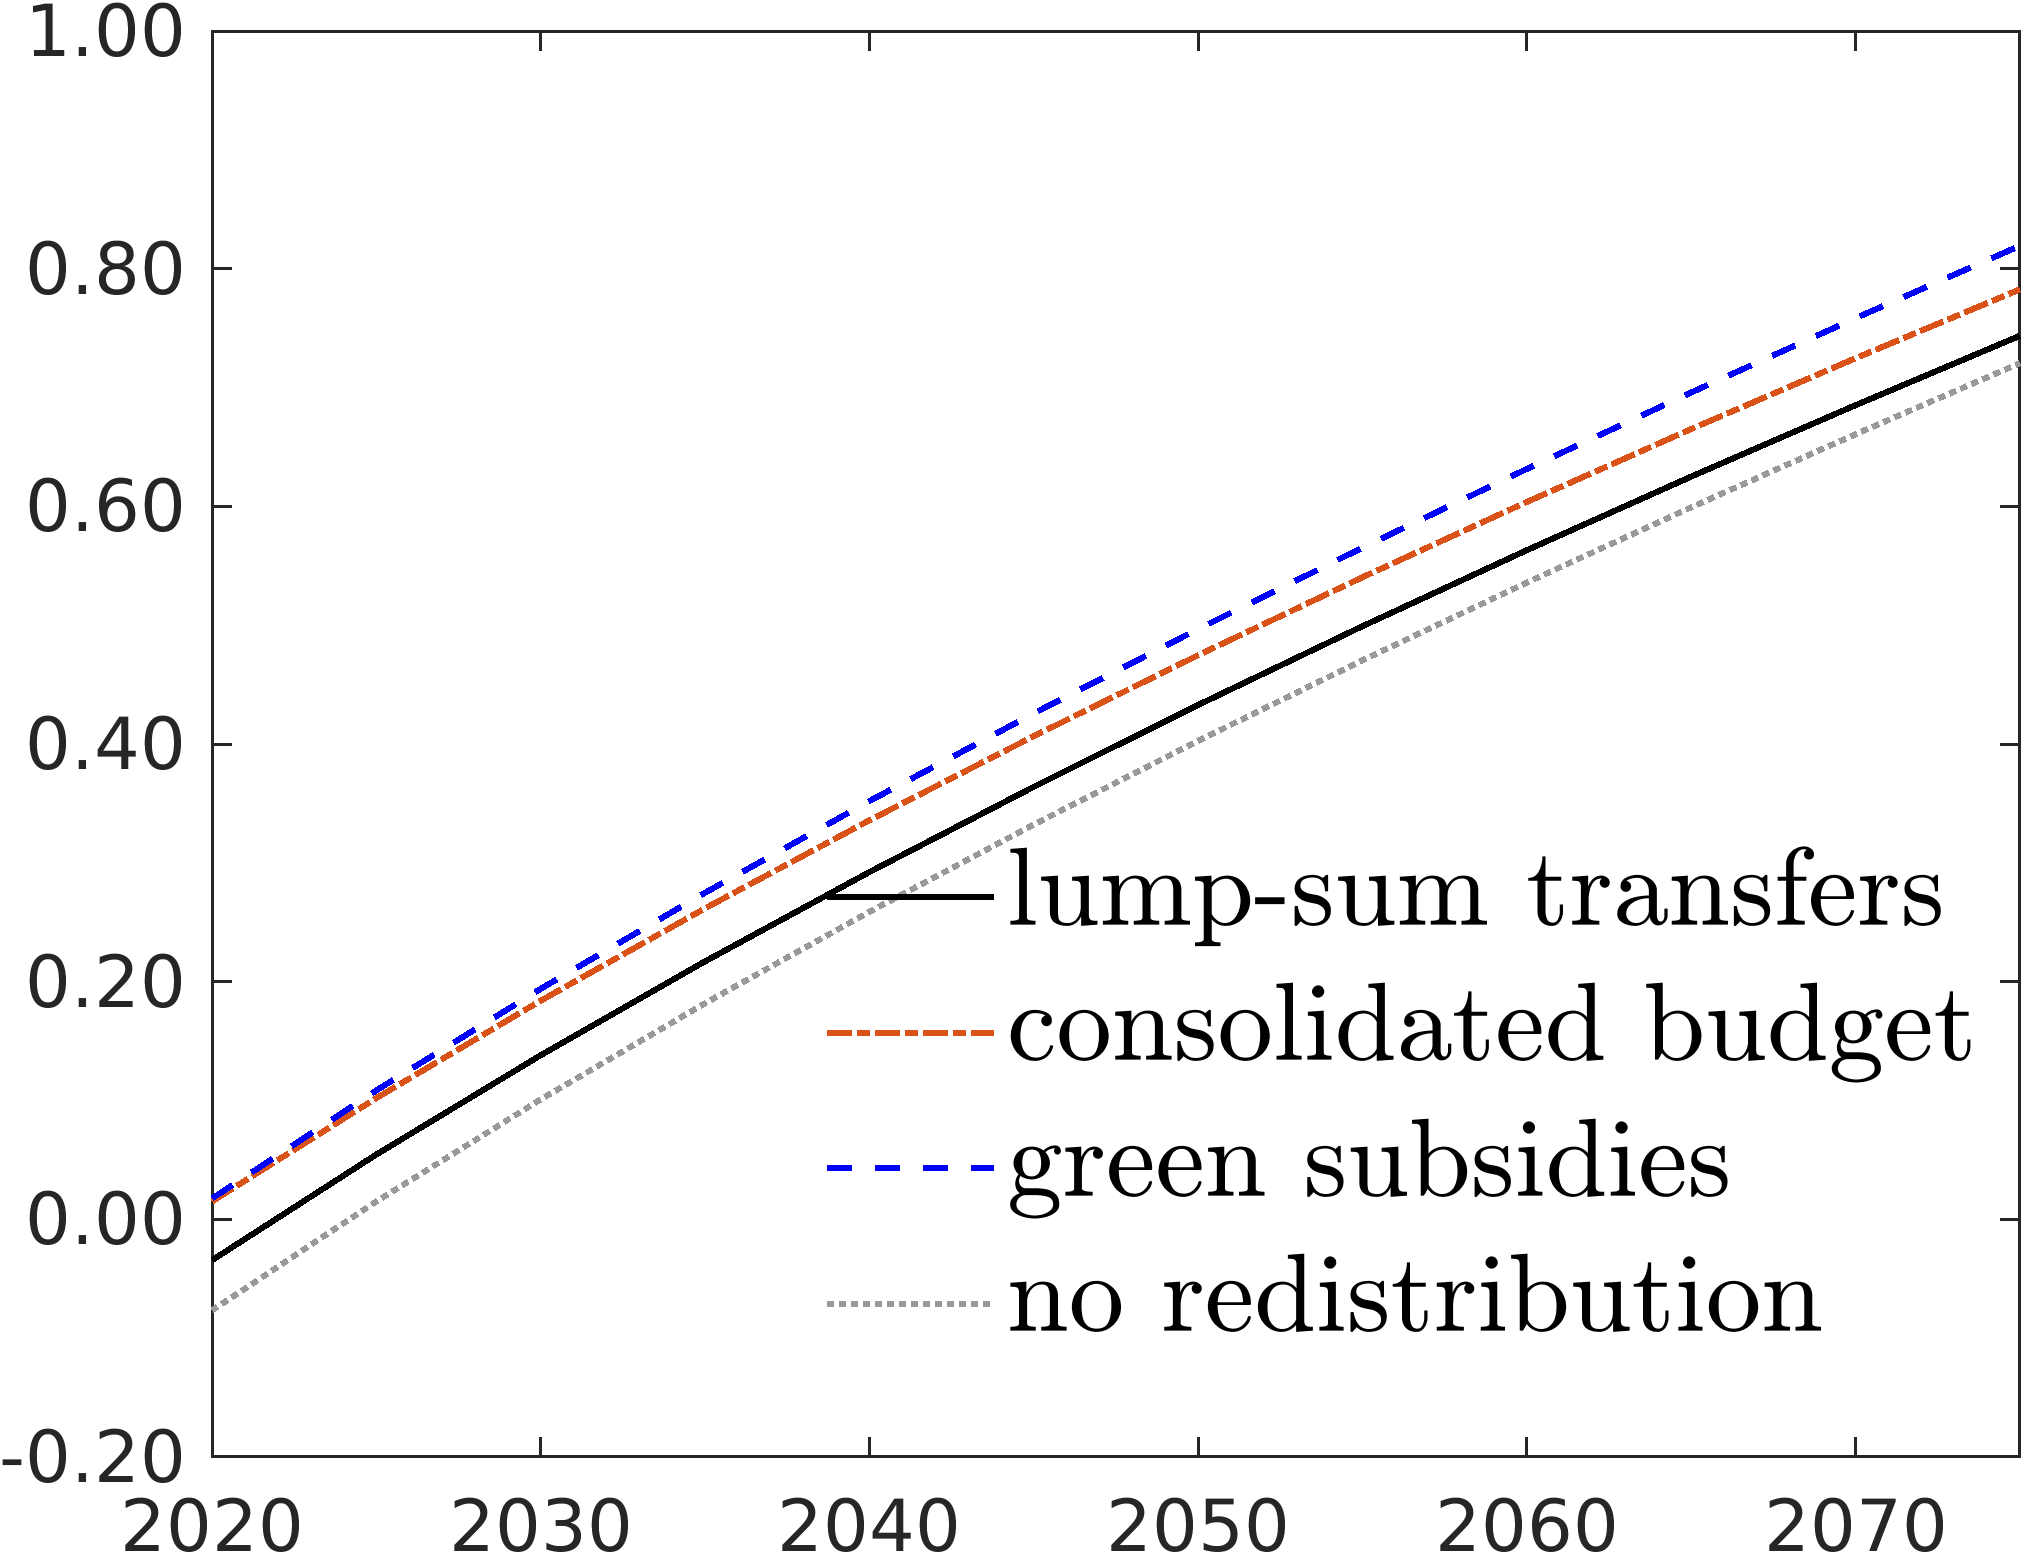 1.00
0.80
0.60
0.40
0.20
0.00
-0.20
lump-sum transfers
consolidated budget
green subsidies
no redistribution
2020 2030 2040 2050 2060 2070